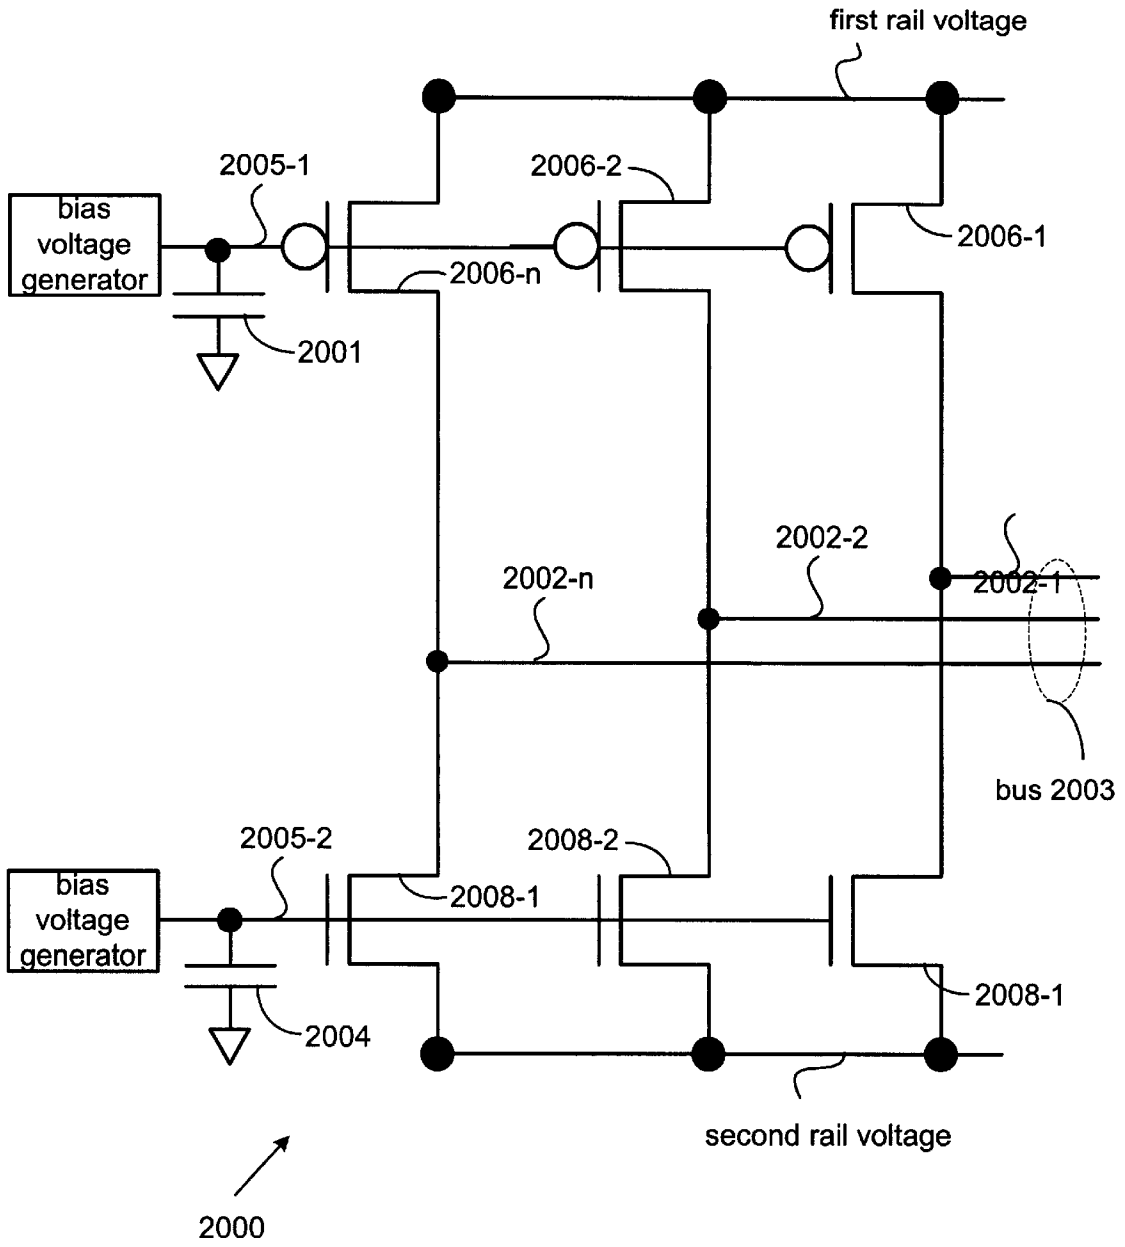 first rail voltage
2005-1
2006-2
bias
voltage
generator
2006-1
2006-n
2001
2002-2
2002-n
2002-1
bus 2003
2005-2
2008-2
bias
voltage
generator
2008-1
2008-1
2004
second rail voltage
2000